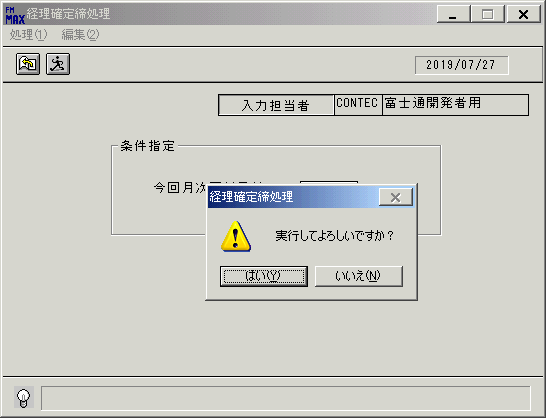 FM MAX 経理確定締処理
処理(1) 編集(2)
2019/07/27
入力担当者 CONTEC 富士通開発者用
条件指定
今回月次
経理確定締処理
実行してよろしいですか?
はい(Y) いいえ(N)